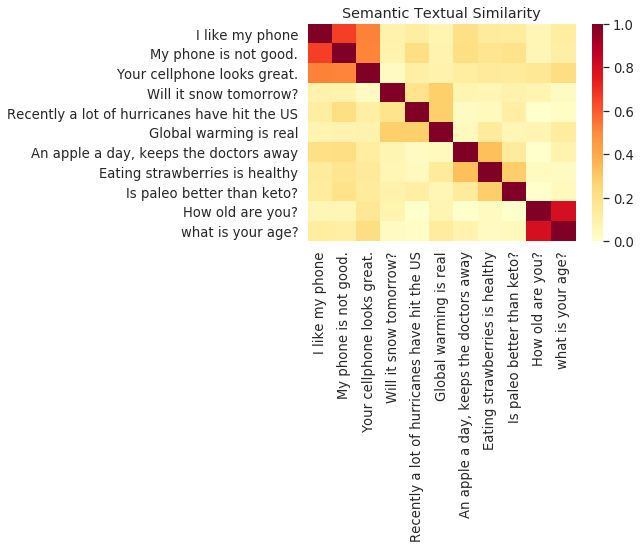 Semantic Textual Similarity
I like my phone
My phone is not good.
Your cellphone looks great.
Will it snow tomorrow?
Recently a lot of hurricanes have hit the US
Global warming is real
An apple a day, keeps the doctors away
Eating strawberries is healthy
Is paleo better than keto?
How old are you?
what is your age?
1.0
0.8
0.6
0.4
0.2
0.0
I like my phone
My phone is not good.
Your cellphone looks great.
Will it snow tomorrow?
Recently a lot of hurricanes have hit the US
Global warming is real
An apple a day, keeps the doctors away
Eating strawberries is healthy
Is paleo better than keto?
How old are you?
what is your age?